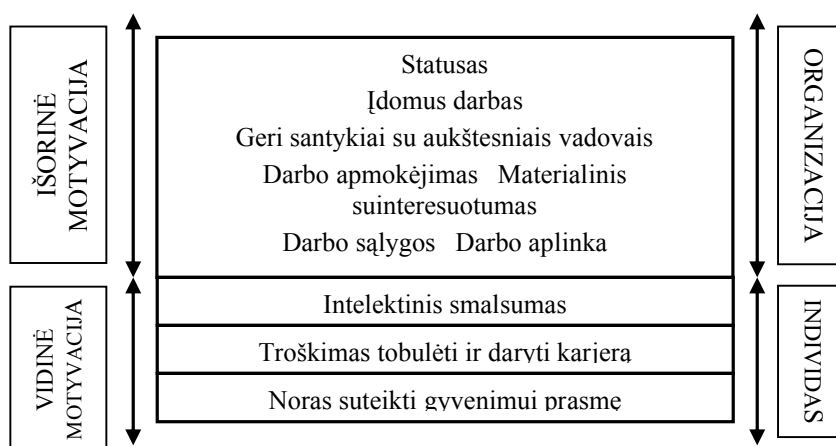 IŠORINĖ
MOTYVACIJA
Statusas
Įdomus darbas
Geri santykiai su aukštesniais vadovais
Darbo apmokėjimas Materialinis
suinteresuotumas
Darbo sąlygos Darbo aplinka
ORGANIZACIJA
VIDINĖ
MOTYVACIJA
Intelektinis smalsumas
Troškimas tobulėti ir daryti karjerą
Noras suteikti gyvenimui prasmę
INDIVIDAS